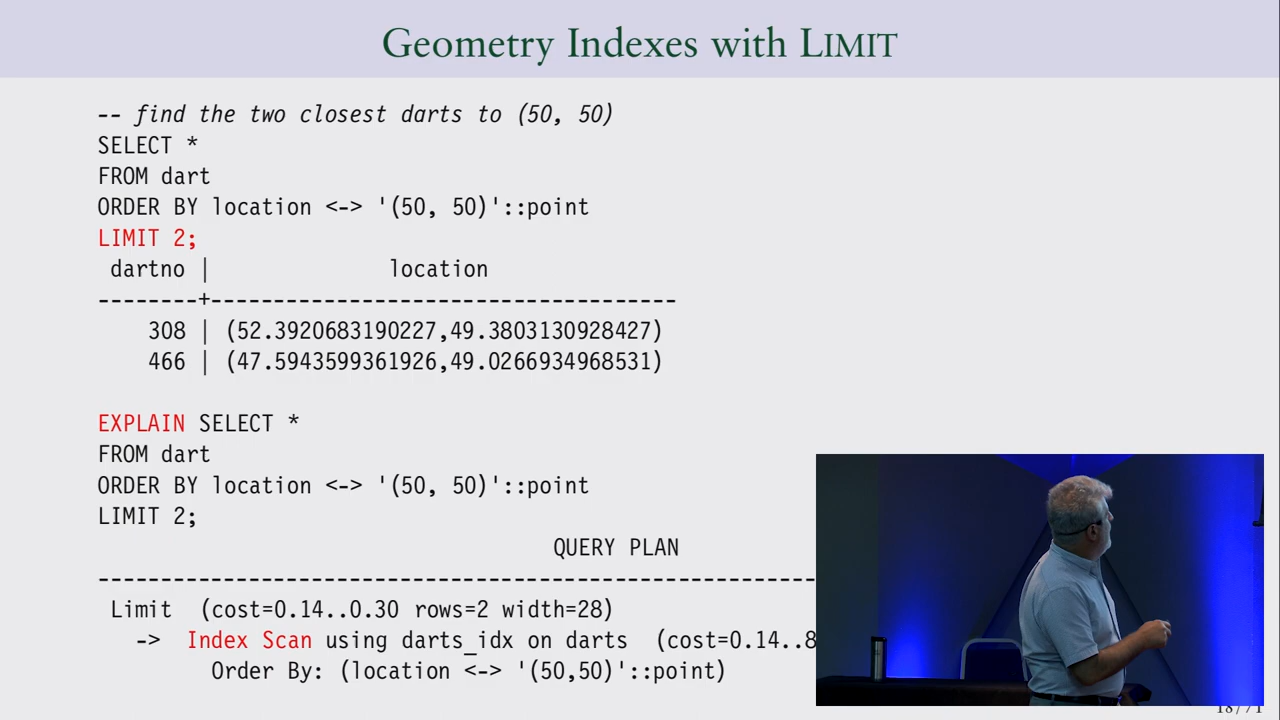 Geometry Indexes with LIMIT
-- find the two closest darts to (50, 50)
SELECT *
FROM dart
ORDER BY location <-> '(50, 50)'::point
LIMIT 2;
 dartno |              location
--------+-------------------------------------
    308 | (52.3920683190227,49.3803130928427)
    466 | (47.5943599361926,49.0266934968531)
EXPLAIN SELECT *
FROM dart
ORDER BY location <-> '(50, 50)'::point
LIMIT 2;
QUERY PLAN
---------------------------------------------------------
 Limit  (cost=0.14..0.30 rows=2 width=28)
   ->  Index Scan using darts_idx on darts  (cost=0.14..8
         Order By: (location <-> '(50,50)'::point)
18/71